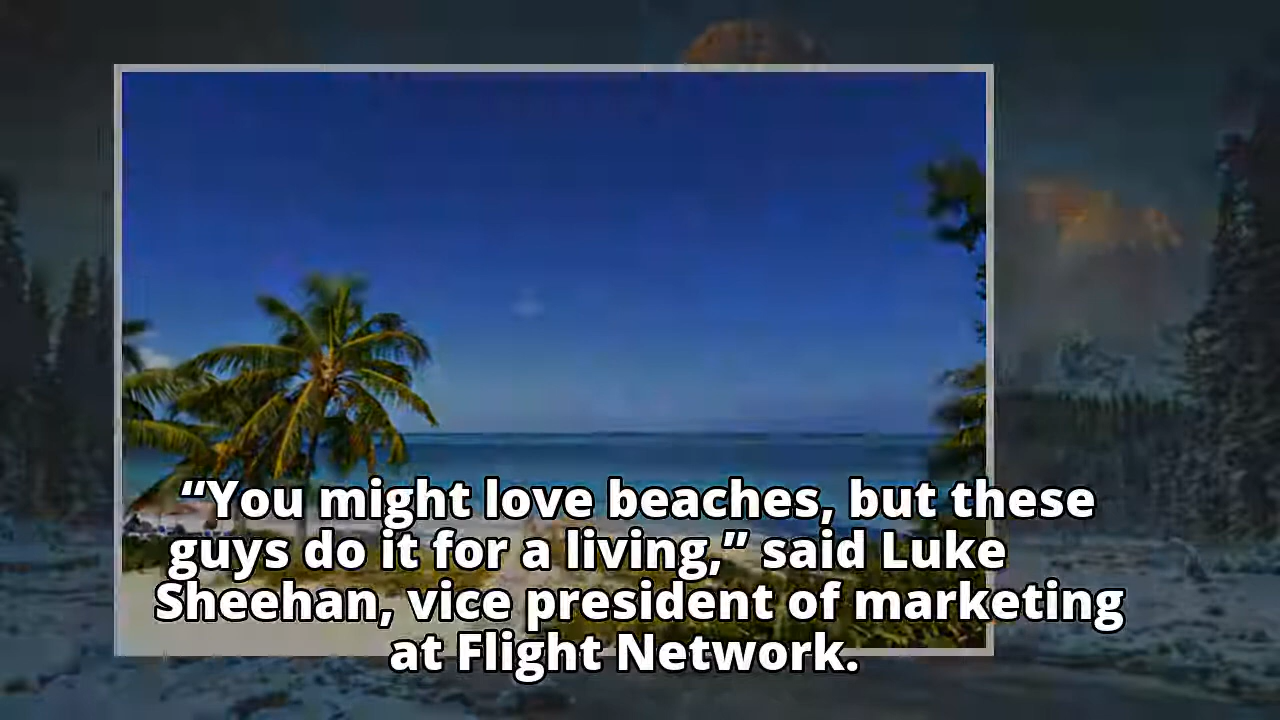 “You might love beaches, but these
guys do it for a living,” said Luke
Sheehan, vice president of marketing
at Flight Network.